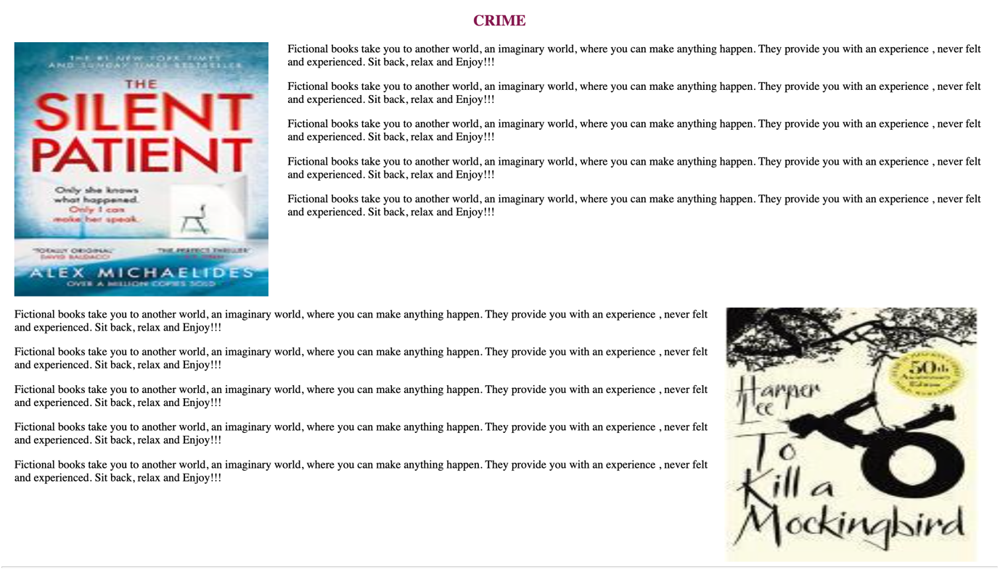 CRIME
THE #1 NEW YORK TIMES
AND SUNDAY TIMES BESTSELLER
THE
SILENT
PATIENT
Only she knows
what happened.
Only I can
make her speak.
"TOTALLY ORIGINAL"
DAVID BALDACCI
"THE PERFECT THRILLER"
ALEX MICHAELIDES
OVER A MILLION COPIES SOLD
Fictional books take you to another world, an imaginary world, where you can make anything happen. They provide you with an experience , never felt
and experienced. Sit back, relax and Enjoy!!!
Fictional books take you to another world, an imaginary world, where you can make anything happen. They provide you with an experience , never felt
and experienced. Sit back, relax and Enjoy!!!
Fictional books take you to another world, an imaginary world, where you can make anything happen. They provide you with an experience , never felt
and experienced. Sit back, relax and Enjoy!!!
Fictional books take you to another world, an imaginary world, where you can make anything happen. They provide you with an experience , never felt
and experienced. Sit back, relax and Enjoy!!!
Fictional books take you to another world, an imaginary world, where you can make anything happen. They provide you with an experience , never felt
and experienced. Sit back, relax and Enjoy!!!
Fictional books take you to another world, an imaginary world, where you can make anything happen. They provide you with an experience , never felt
and experienced. Sit back, relax and Enjoy!!!
Fictional books take you to another world, an imaginary world, where you can make anything happen. They provide you with an experience , never felt
and experienced. Sit back, relax and Enjoy!!!
Fictional books take you to another world, an imaginary world, where you can make anything happen. They provide you with an experience , never felt
and experienced. Sit back, relax and Enjoy!!!
Fictional books take you to another world, an imaginary world, where you can make anything happen. They provide you with an experience , never felt
and experienced. Sit back, relax and Enjoy!!!
Fictional books take you to another world, an imaginary world, where you can make anything happen. They provide you with an experience , never felt
and experienced. Sit back, relax and Enjoy!!!
50th
Anniversary
Edition
Harper
Lee
To
Kill a
Mockingbird